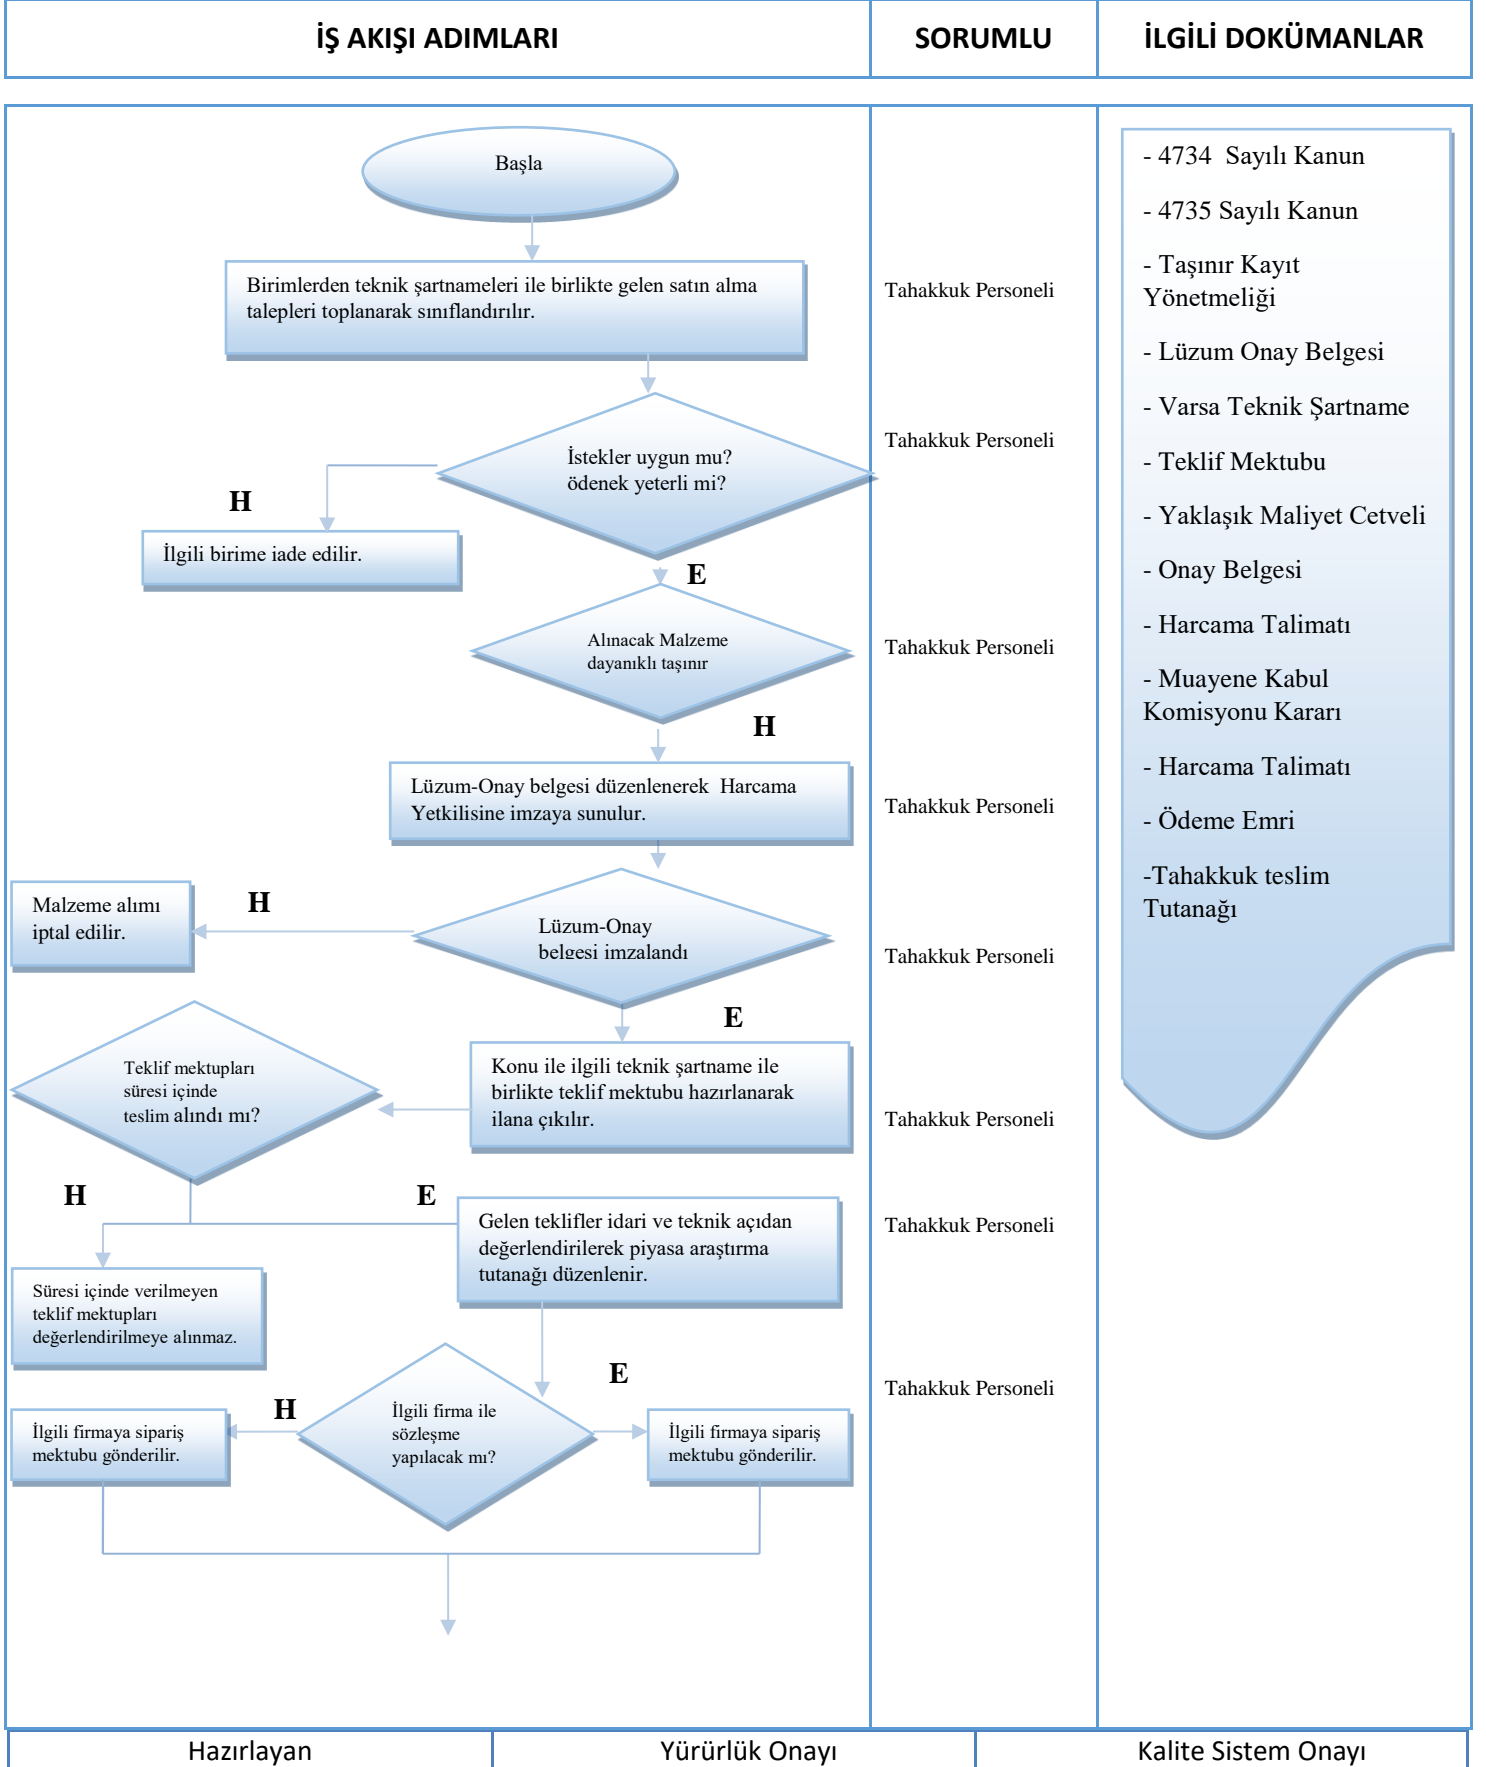 İŞ AKIŞI ADIMLARI
SORUMLU
İLGİLİ DOKÜMANLAR
Başla
Birimlerden teknik şartnameleri ile birlikte gelen satın alma
talepleri toplanarak sınıflandırılır.
Tahakkuk Personeli
İstekler uygun mu?
ödenek yeterli mi?
Tahakkuk Personeli
H
İlgili birime iade edilir.
E
Alınacak Malzeme
dayanıklı taşınır
Tahakkuk Personeli
H
Lüzum-Onay belgesi düzenlenerek  Harcama
Yetkilisine imzaya sunulur.
Tahakkuk Personeli
Malzeme alımı
iptal edilir.
H
Lüzum-Onay
belgesi imzalandı
Tahakkuk Personeli
E
Teklif mektupları
süresi içinde
teslim alındı mı?
Konu ile ilgili teknik şartname ile
birlikte teklif mektubu hazırlanarak
ilana çıkılır.
Tahakkuk Personeli
H
E
Gelen teklifler idari ve teknik açıdan
değerlendirilerek piyasa araştırma
tutanağı düzenlenir.
Tahakkuk Personeli
Süresi içinde verilmeyen
teklif mektupları
değerlendirilmeye alınmaz.
E
H
İlgili firma ile
sözleşme
yapılacak mı?
Tahakkuk Personeli
İlgili firmaya sipariş
mektubu gönderilir.
İlgili firmaya sipariş
mektubu gönderilir.
- 4734  Sayılı Kanun
- 4735 Sayılı Kanun
- Taşınır Kayıt
Yönetmeliği
- Lüzum Onay Belgesi
- Varsa Teknik Şartname
- Teklif Mektubu
- Yaklaşık Maliyet Cetveli
- Onay Belgesi
- Harcama Talimatı
- Muayene Kabul
Komisyonu Kararı
- Harcama Talimatı
- Ödeme Emri
-Tahakkuk teslim
Tutanağı
Hazırlayan
Yürürlük Onayı
Kalite Sistem Onayı